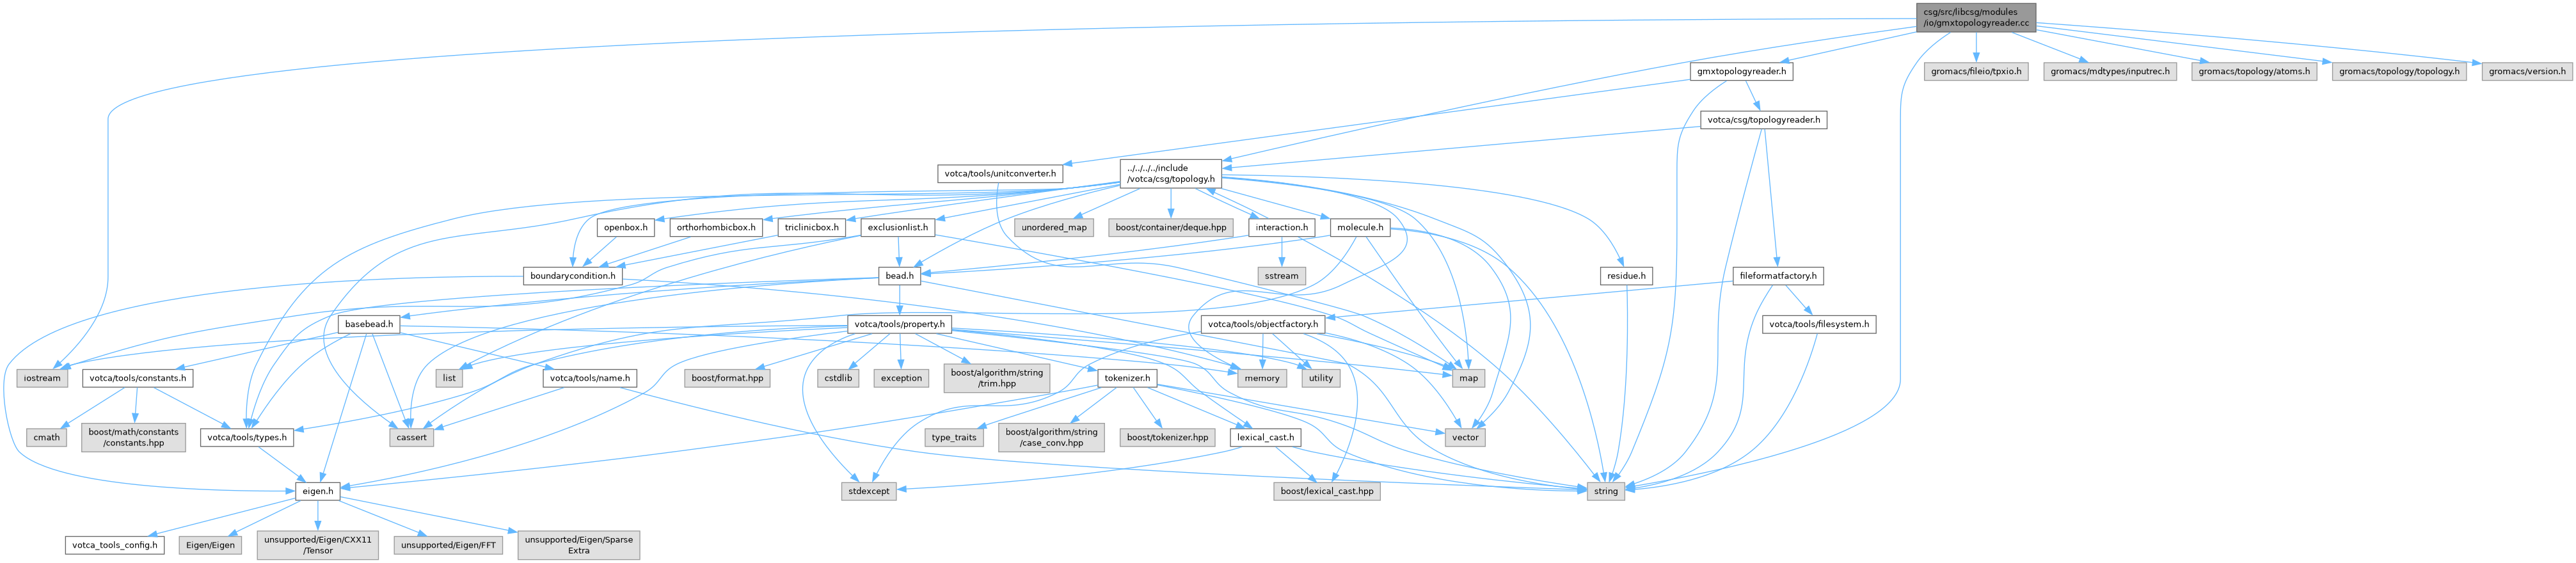 csg/src/libcsg/modules
/io/gmxtopologyreader.cc
gmxtopologyreader.h
gromacs/fileio/tpxio.h
gromacs/mdtypes/inputrec.h
gromacs/topology/atoms.h
gromacs/topology/topology.h
gromacs/version.h
votca/csg/topologyreader.h
votca/tools/unitconverter.h
../../../../include
/votca/csg/topology.h
openbox.h
orthorhombicbox.h
triclinicbox.h
exclusionlist.h
unordered_map
boost/container/deque.hpp
interaction.h
molecule.h
boundarycondition.h
bead.h
sstream
residue.h
fileformatfactory.h
basebead.h
votca/tools/property.h
votca/tools/objectfactory.h
votca/tools/filesystem.h
iostream
votca/tools/constants.h
list
votca/tools/name.h
boost/format.hpp
cstdlib
exception
boost/algorithm/string
/trim.hpp
tokenizer.h
memory
utility
map
cmath
boost/math/constants
/constants.hpp
votca/tools/types.h
cassert
type_traits
boost/algorithm/string
/case_conv.hpp
boost/tokenizer.hpp
lexical_cast.h
vector
eigen.h
stdexcept
boost/lexical_cast.hpp
string
votca_tools_config.h
Eigen/Eigen
unsupported/Eigen/CXX11
/Tensor
unsupported/Eigen/FFT
unsupported/Eigen/Sparse
Extra